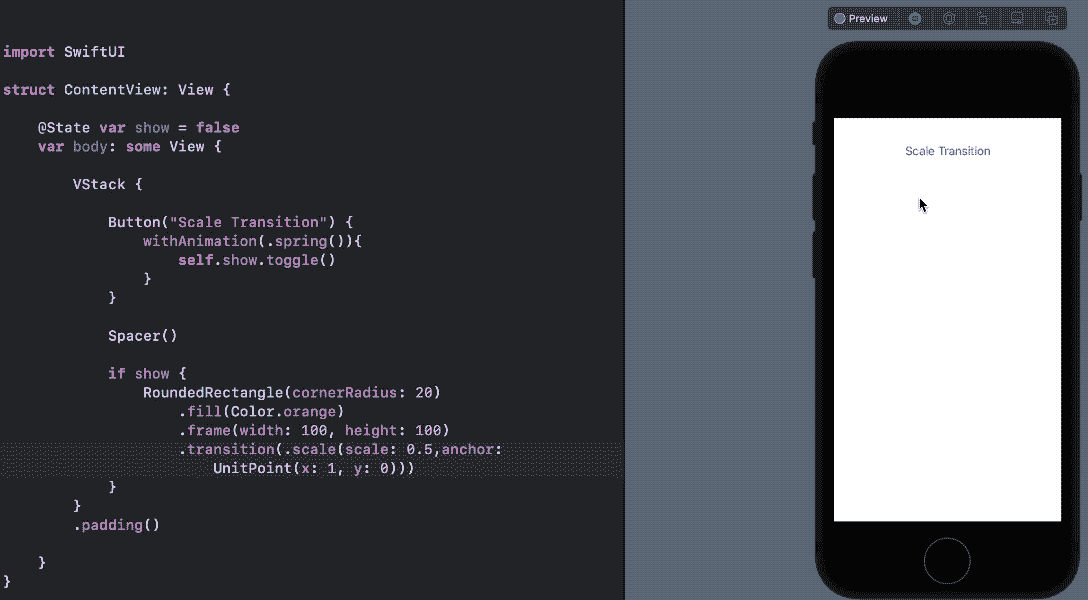 import SwiftUI
struct ContentView: View {
@State var show = false
var body: some View {
VStack {
Button("Scale Transition") {
withAnimation(.spring()){
self.show.toggle()
}
}
Spacer()
if show {
RoundedRectangle(cornerRadius: 20)
.fill(Color.orange)
.frame(width: 100, height: 100)
.transition(.scale(scale: 0.5,anchor:
UnitPoint(x: 1, y: 0)))
}
}
.padding()
}
}
Preview
Scale Transition